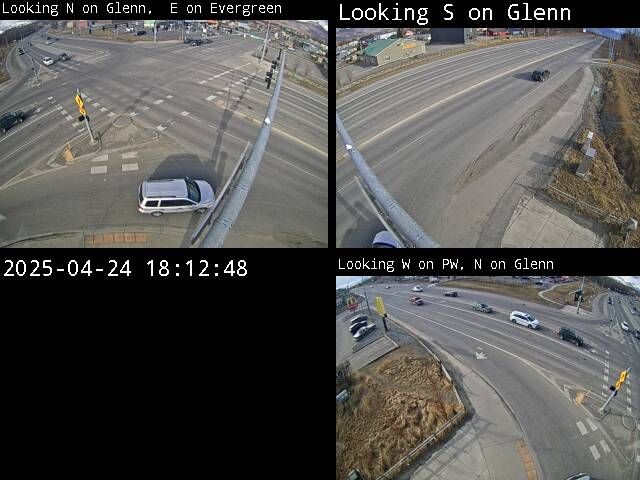 Looking N on Glenn,  E on Evergreen
Looking S on Glenn
2025-04-24 18:12:48
Looking W on PW, N on Glenn